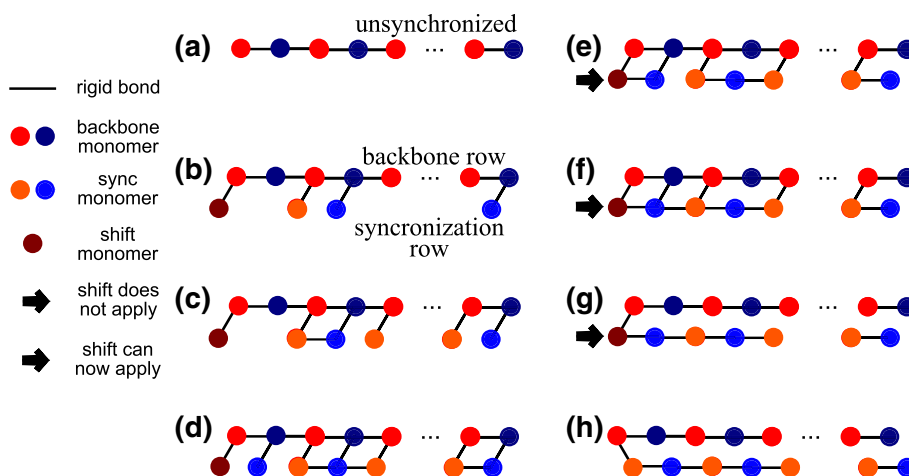 (a)
unsynchronized
...
rigid bond
backbone
monomer
sync
monomer
shift
monomer
shift does
not apply
shift can
now apply
(b)
backbone row
...
syncronization
row
(c)
...
(d)
...
(e)
...
(f)
...
(g)
...
(h)
...